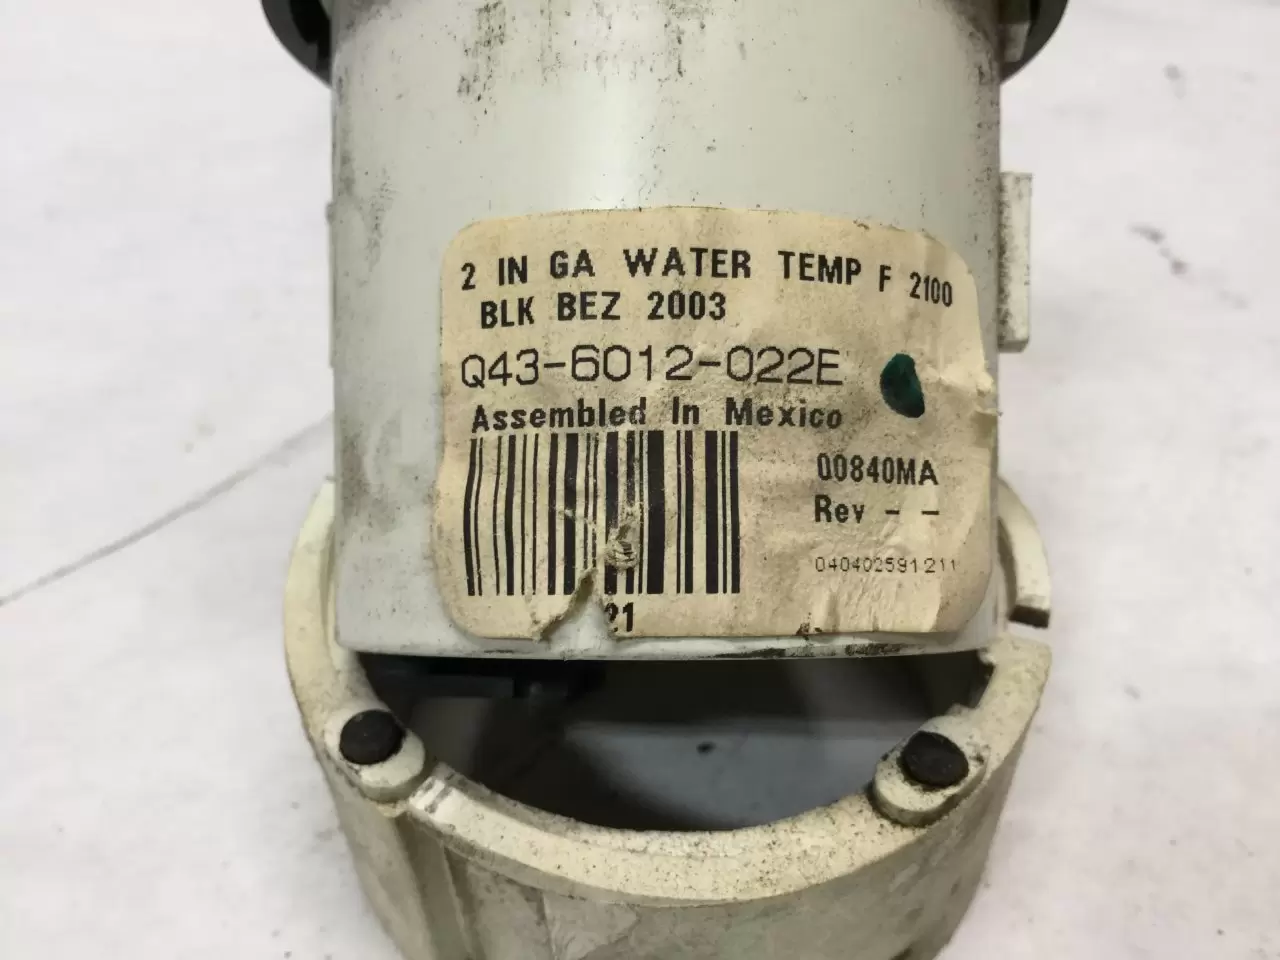 2 IN GA WATER TEMP F 2100
BLK BEZ 2003
Q43-6012-022E
Assembled In Mexico
00840MA
Rev - -
040402591211
21